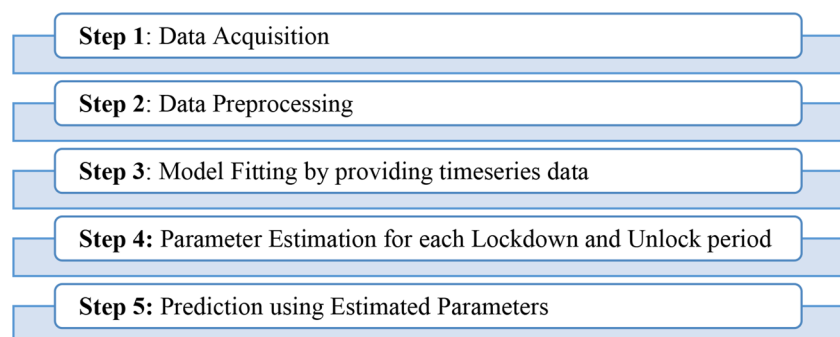 Step 1: Data Acquisition
Step 2: Data Preprocessing
Step 3: Model Fitting by providing timeseries data
Step 4: Parameter Estimation for each Lockdown and Unlock period
Step 5: Prediction using Estimated Parameters